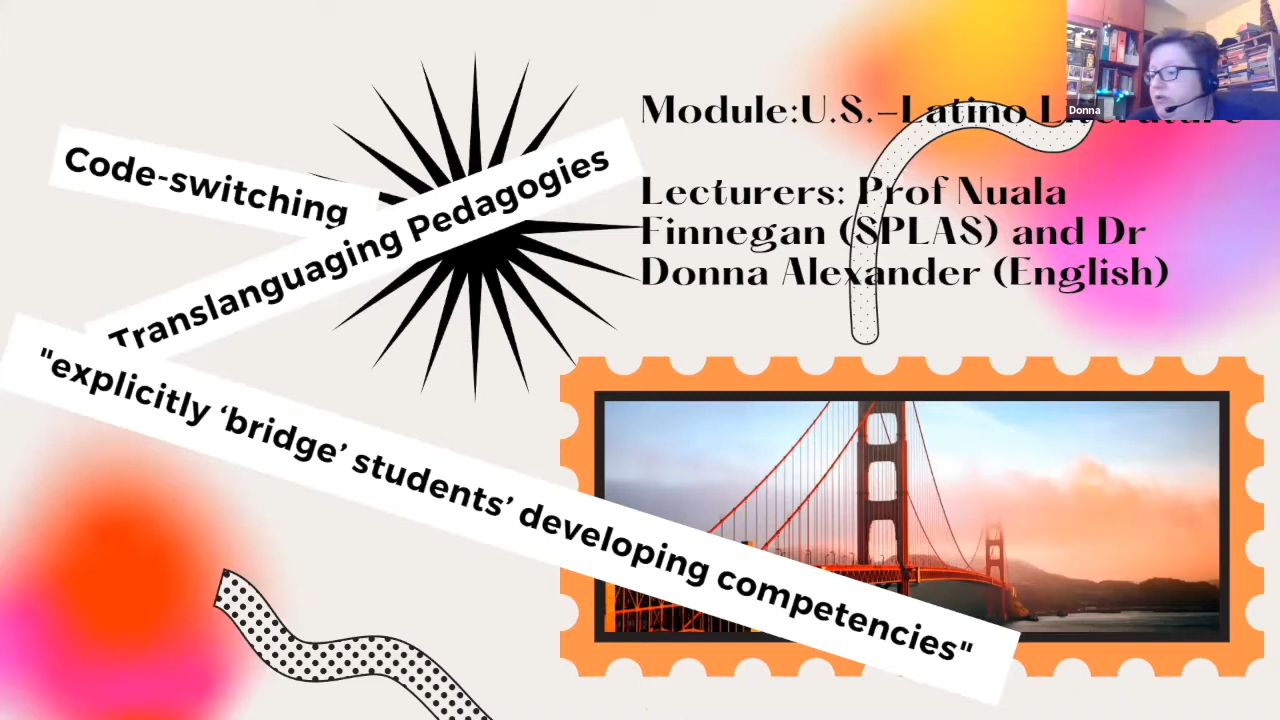 Module:U.S.-Latino Literature
Donna
Code-switching
Translanguaging Pedagogies
Lecturers: Prof Nuala
Finnegan (SPLAS) and Dr
Donna Alexander (English)
"explicitly ‘bridge’ students’ developing competencies"